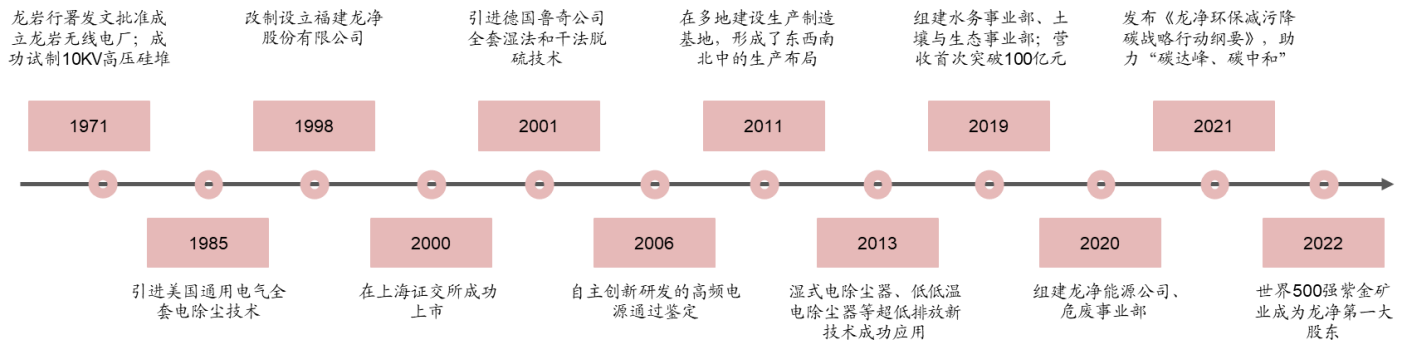 龙岩行署发文批准成
立龙岩无线电厂；成
功试制10KV高压硅堆
改制设立福建龙净
股份有限公司
引进德国鲁奇公司
全套湿法和干法脱
硫技术
在多地建设生产制造
基地，形成了东西南
北中的生产布局
组建水务事业部、土
壤与生态事业部；营
收首次突破100亿元
发布《龙净环保减污降
碳战略行动纲要》，助
力“碳达峰、碳中和”
1971
1998
2001
2011
2019
2021
1985
2000
2006
2013
2020
2022
引进美国通用电气全
套电除尘技术
在上海证交所成功
上市
自主创新研发的高频电
源通过鉴定
湿式电除尘器、低低温
电除尘器等超低排放新
技术成功应用
组建龙净能源公司、
危废事业部
世界500强紫金矿
业成为龙净第一大
股东